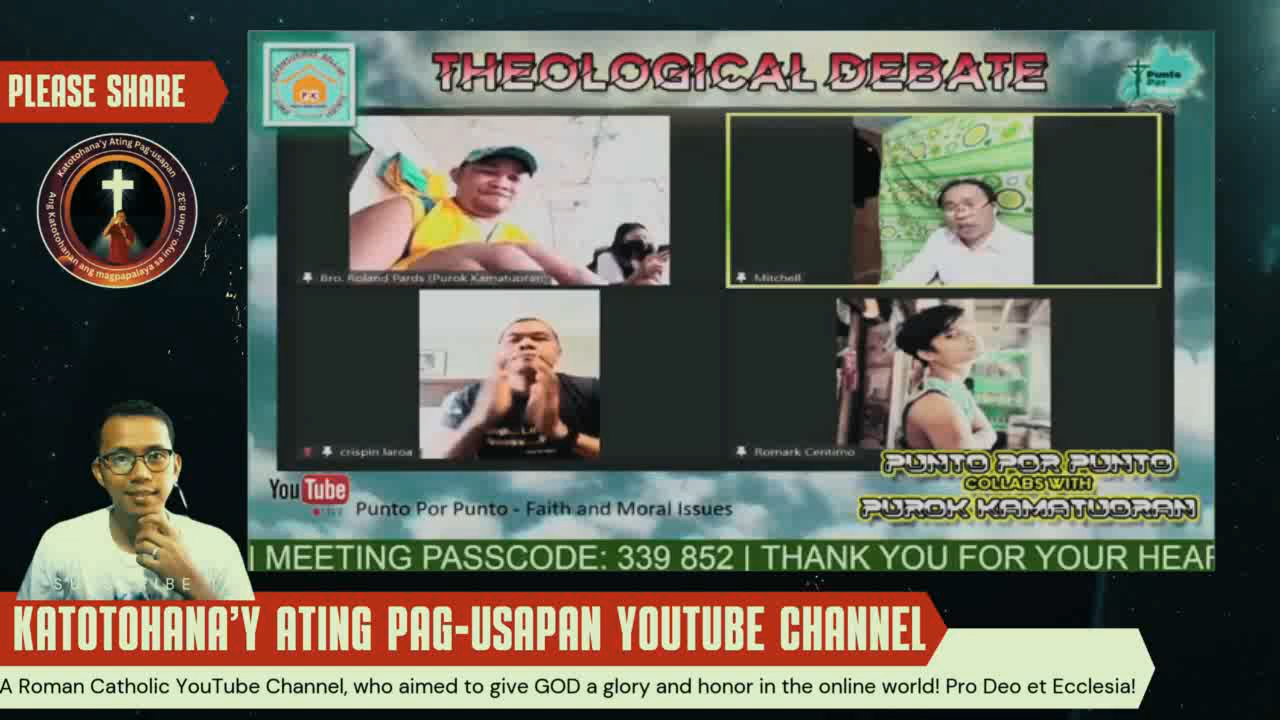 THEOLOGICAL DEBATE
PLEASE SHARE
Punto
Por
Katotohana'y Ating Pag-usapan
Ang Katotohanan ang magpapalaya sa inyo. Juan 8:32
Bro. Roland Pards (Purok Kamatuoran)
Mitchell
crispin laroa
Romark Centimo
PUNTO POR PUNTO
COLLABS WITH
PUROK KAMATUORAN
YouTube
Punto Por Punto - Faith and Moral Issues
| MEETING PASSCODE: 339 852 | THANK YOU FOR YOUR HEAR
KATOTOHANA'Y ATING PAG-USAPAN YOUTUBE CHANNEL
A Roman Catholic YouTube Channel, who aimed to give GOD a glory and honor in the online world! Pro Deo et Ecclesia!